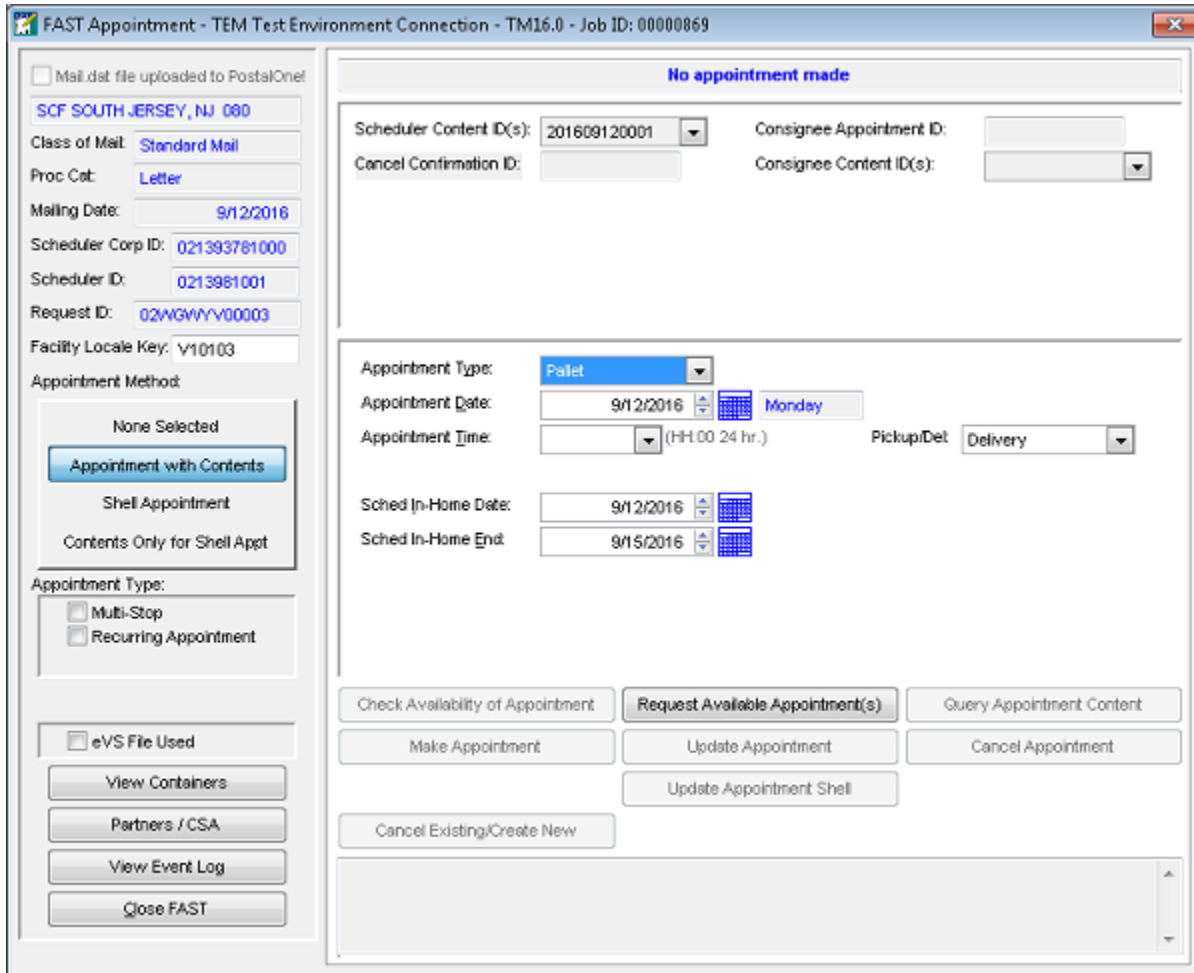 FAST Appointment - TEM Test Environment Connection - TM16.0 - Job ID: 00000869
Mail.dat file uploaded to PostalOne!
SCF SOUTH JERSEY, NJ 080
Class of Mail: Standard Mail
Proc Cat: Letter
Mailing Date: 9/12/2016
Scheduler Corp ID: 021393781000
Scheduler ID: 0213981001
Request ID: 02WGWYV00003
Facility Locale Key: V10103
Appointment Method:
None Selected
Appointment with Contents
Shell Appointment
Contents Only for Shell Appt
Appointment Type:
Multi-Stop
Recurring Appointment
eVS File Used
View Containers
Partners / CSA
View Event Log
Close FAST
No appointment made
Scheduler Content ID(s): 201609120001 Consignee Appointment ID:
Cancel Confirmation ID: Consignee Content ID(s):
Appointment Type: Pallet
Appointment Date: 9/12/2016 Monday
Appointment Time: (HH:00 24 hr.) Pickup/Del: Delivery
Sched In-Home Date: 9/12/2016
Sched In-Home End: 9/15/2016
Check Availability of Appointment Request Available Appointment(s) Query Appointment Content
Make Appointment Update Appointment Cancel Appointment
Update Appointment Shell
Cancel Existing/Create New